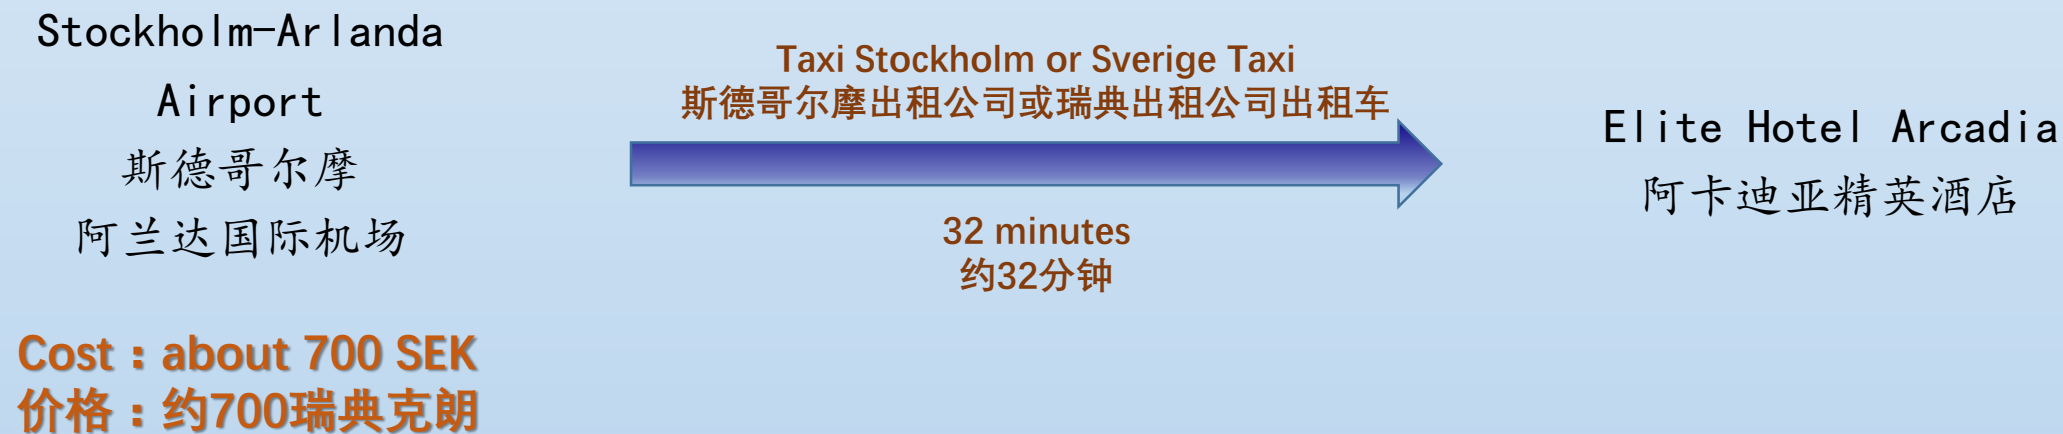 Stockholm-Arlanda
Airport
斯德哥尔摩
阿兰达国际机场
Taxi Stockholm or Sverige Taxi
斯德哥尔摩出租公司或瑞典出租公司出租车
32 minutes
约32分钟
Elite Hotel Arcadia
阿卡迪亚精英酒店
Cost：about 700 SEK
价格：约700瑞典克朗